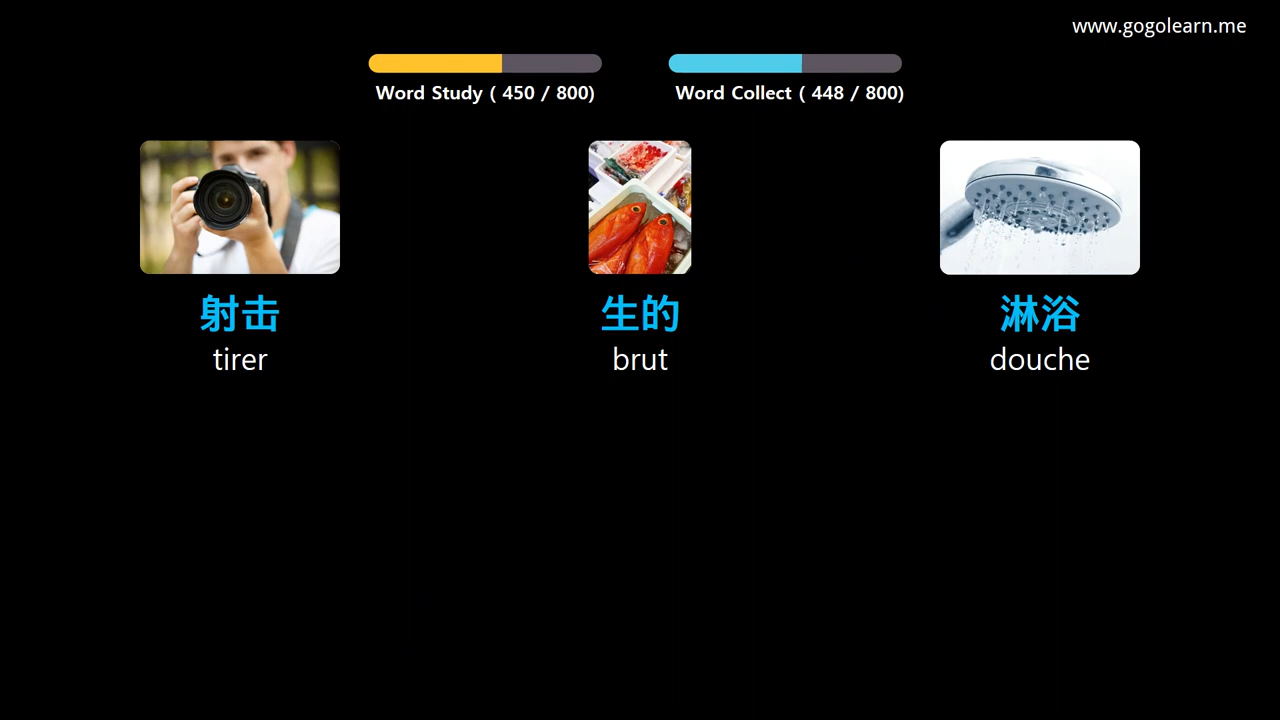 www.gogolearn.me
Word Study ( 450 / 800)
Word Collect ( 448 / 800)
射击
生的
淋浴
tirer
brut
douche